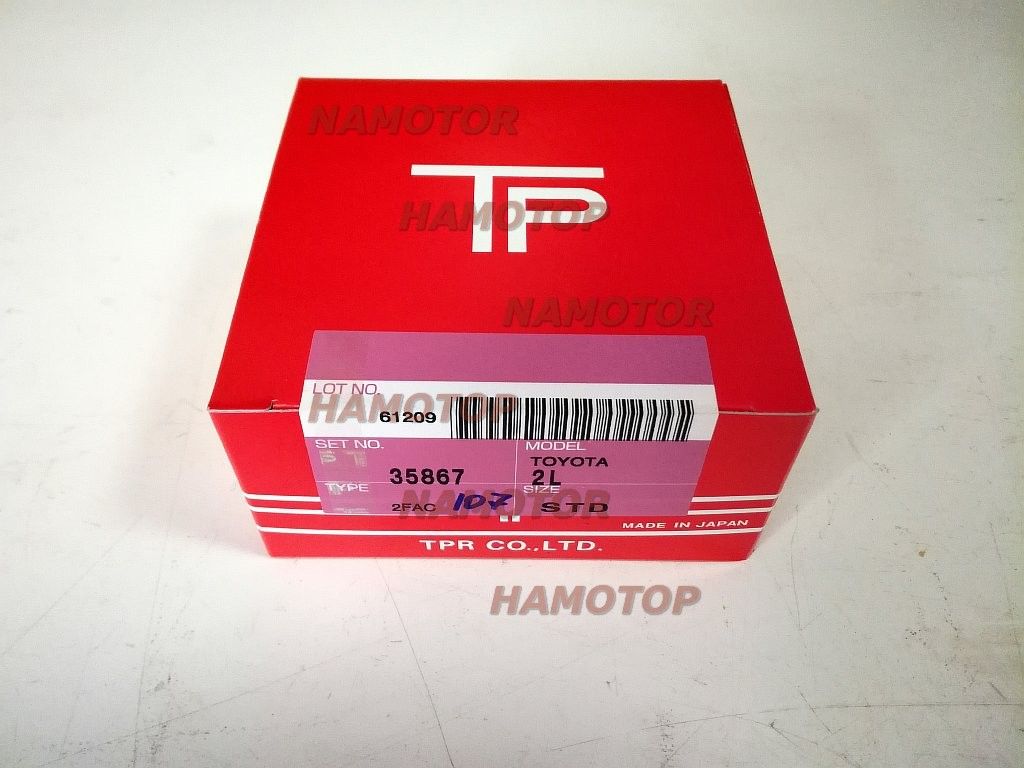 NAMOTOR
TP
HAMOTOP
NAMOTOR
LOT NO.
HAMOTOP
61209
SET NO.
MODEL
TOYOTA
35867
2L
TYPE
SIZE
2FAC 107
STD
NAMOTOR
MADE IN JAPAN
TPR CO.,LTD.
HAMOTOP